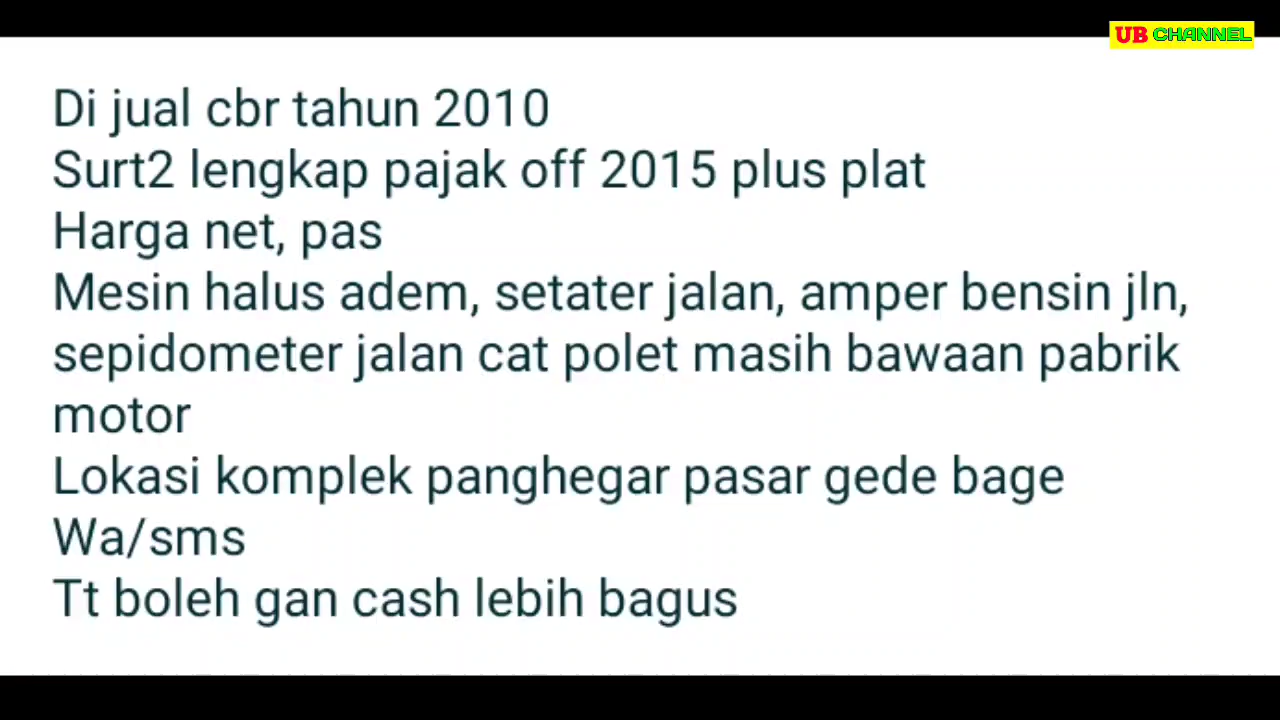 UB CHANNEL
Di jual cbr tahun 2010
Surt2 lengkap pajak off 2015 plus plat
Harga net, pas
Mesin halus adem, setater jalan, amper bensin jln,
sepidometer jalan cat polet masih bawaan pabrik
motor
Lokasi komplek panghegar pasar gede bage
Wa/sms
Tt boleh gan cash lebih bagus